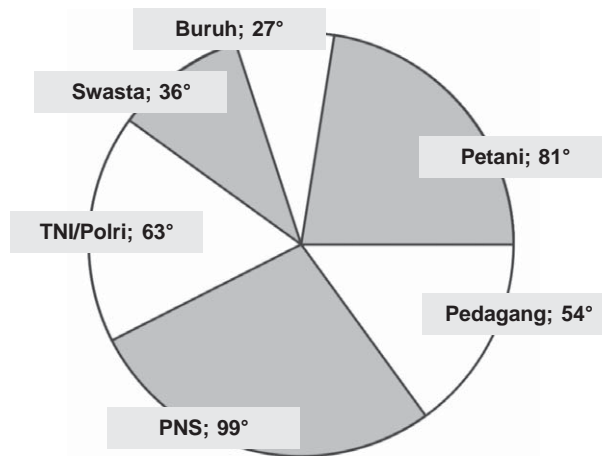 Buruh; 27°
Swasta; 36°
Petani; 81°
TNI/Polri; 63°
Pedagang; 54°
PNS; 99°